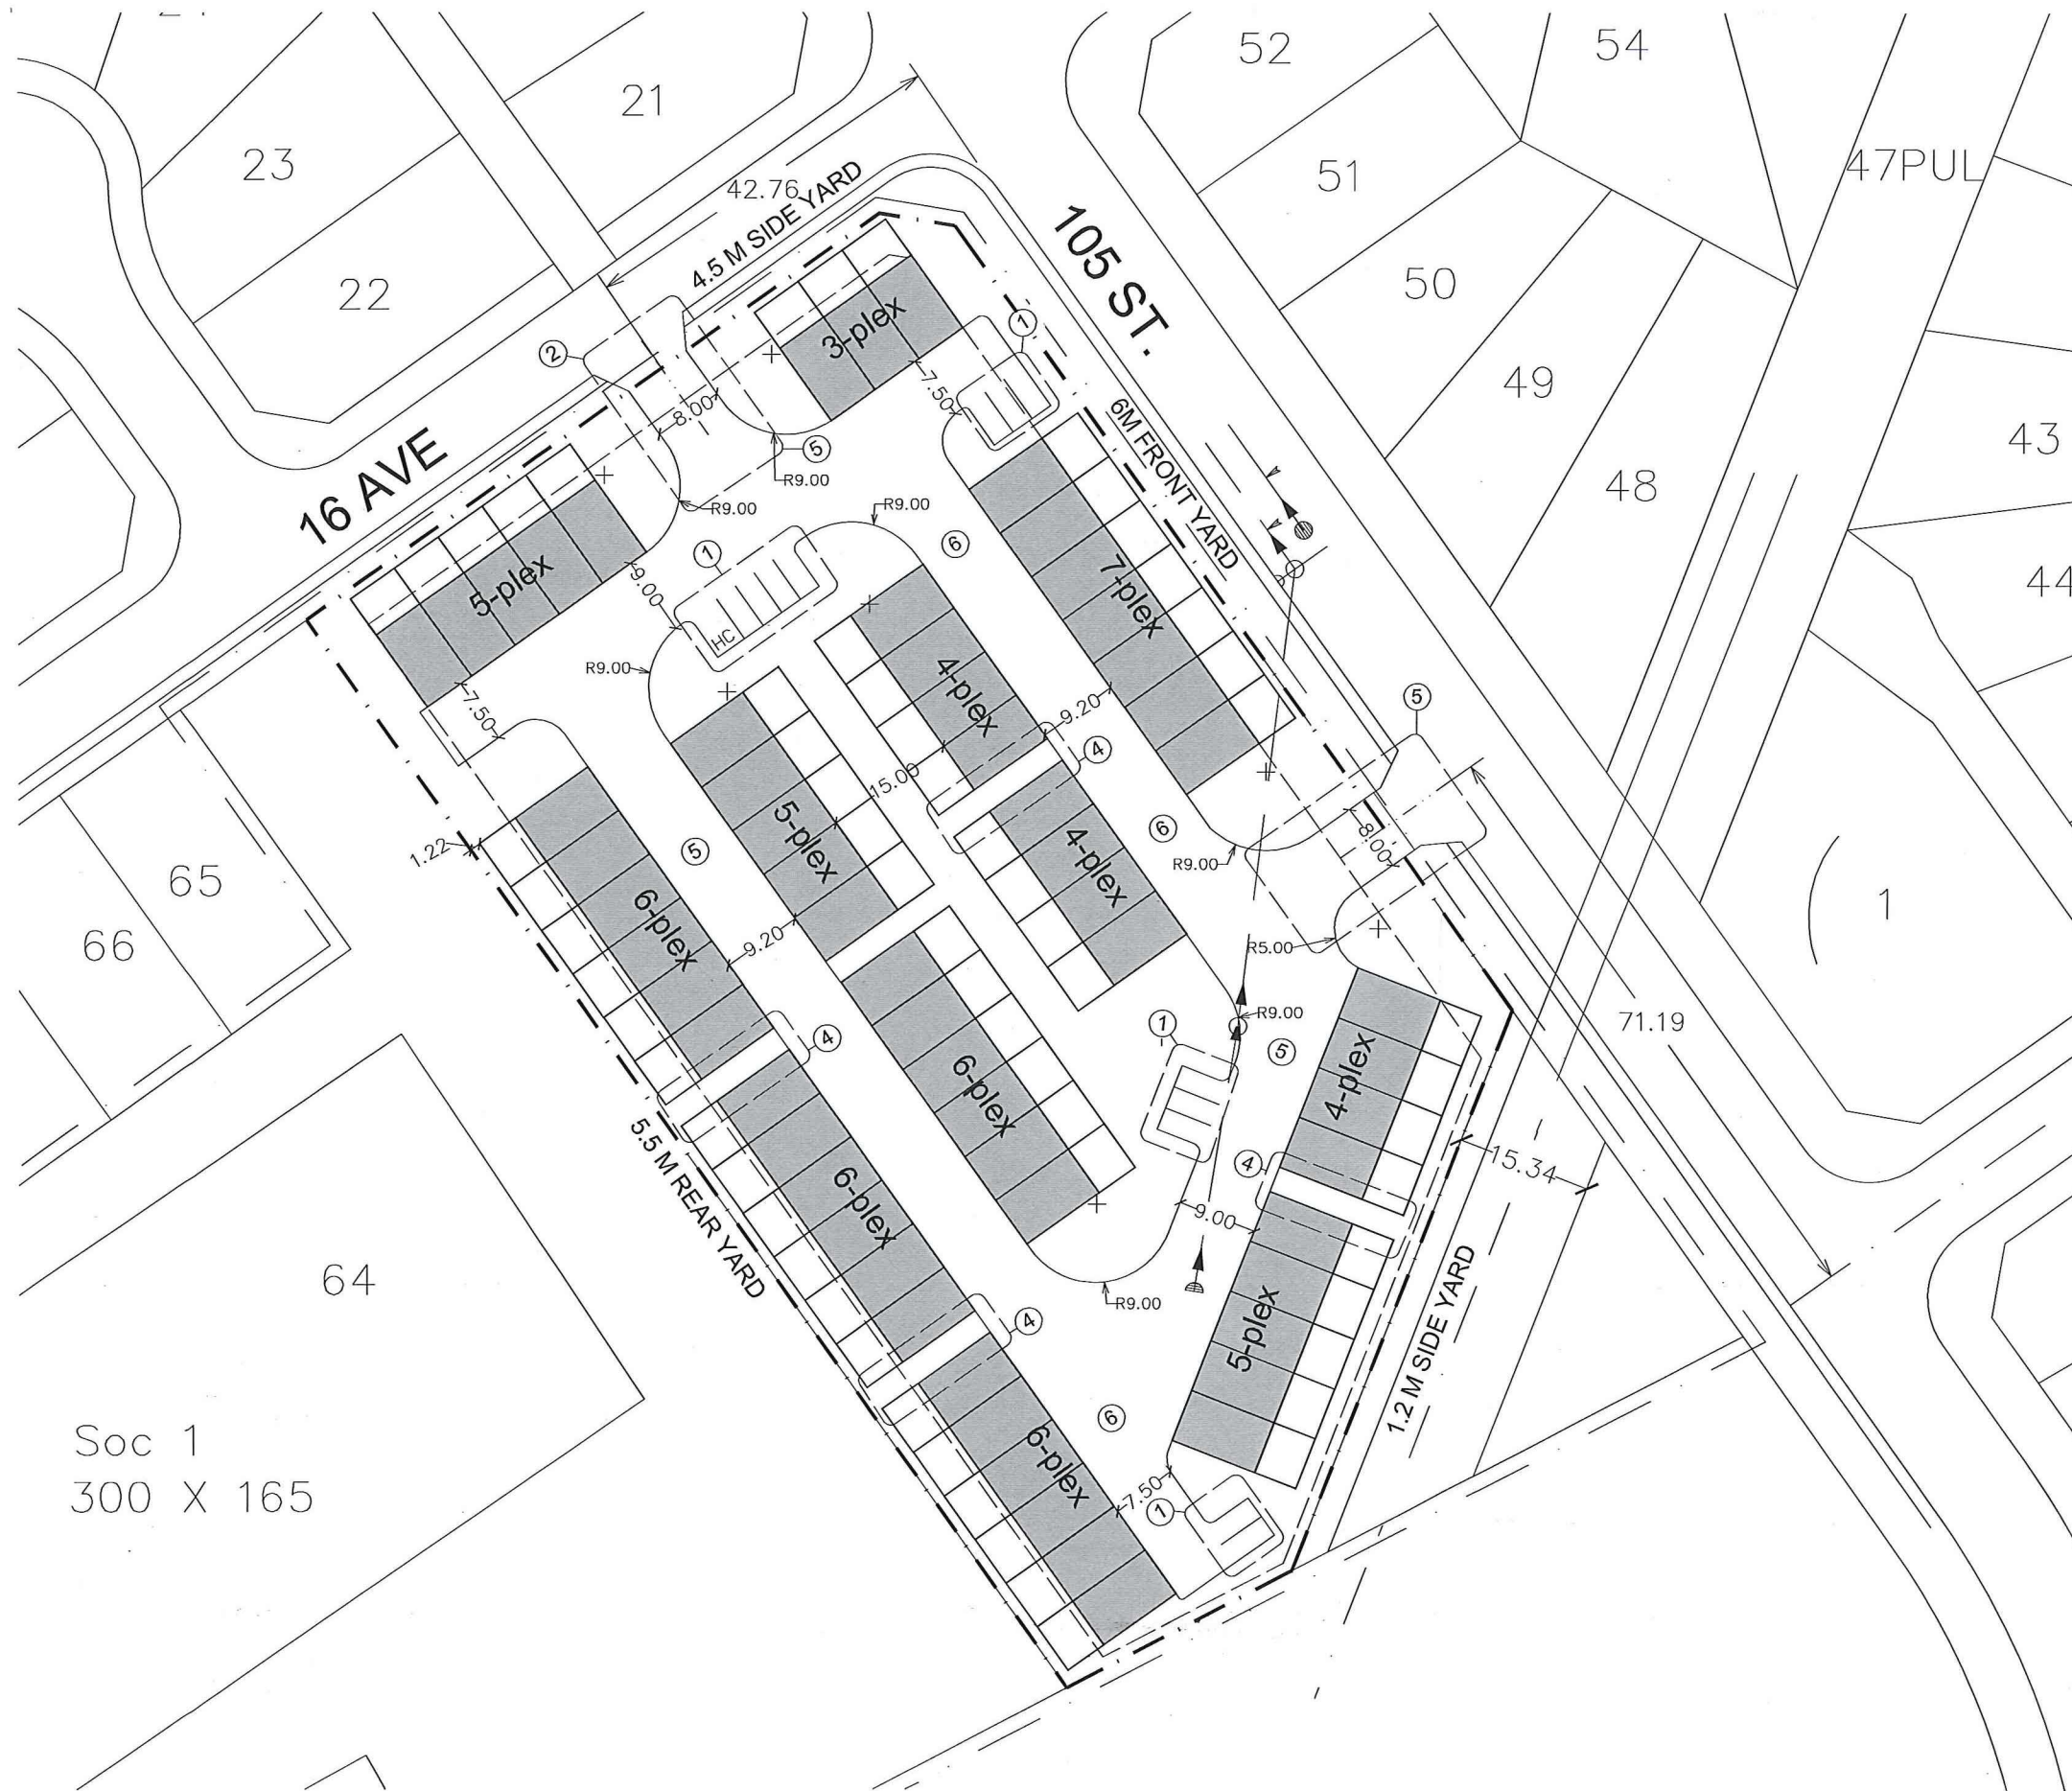 52
54
21
51
47PUL
23
42.76
4.5 M SIDE YARD
105 ST.
50
22
3-plex
1
2
49
7.50
8.00
6M FRONT YARD
43
16 AVE
5
R9.00
48
R9.00
R9.00
6
1
5-plex
9.00
7-plex
44
HC
R9.00
4-plex
7.50
9.20
5
4
15.00
5-plex
6
8.00
1.22
5
R9.00
4-plex
65
6-plex
1
66
9.20
R5.00
R9.00
71.19
1
4
5
6-plex
4-plex
5.5 M REAR YARD
4
15.34
6-plex
9.00
64
R9.00
4
5-plex
1.2 M SIDE YARD
6
Soc 1
6-plex
7.50
300 X 165
1